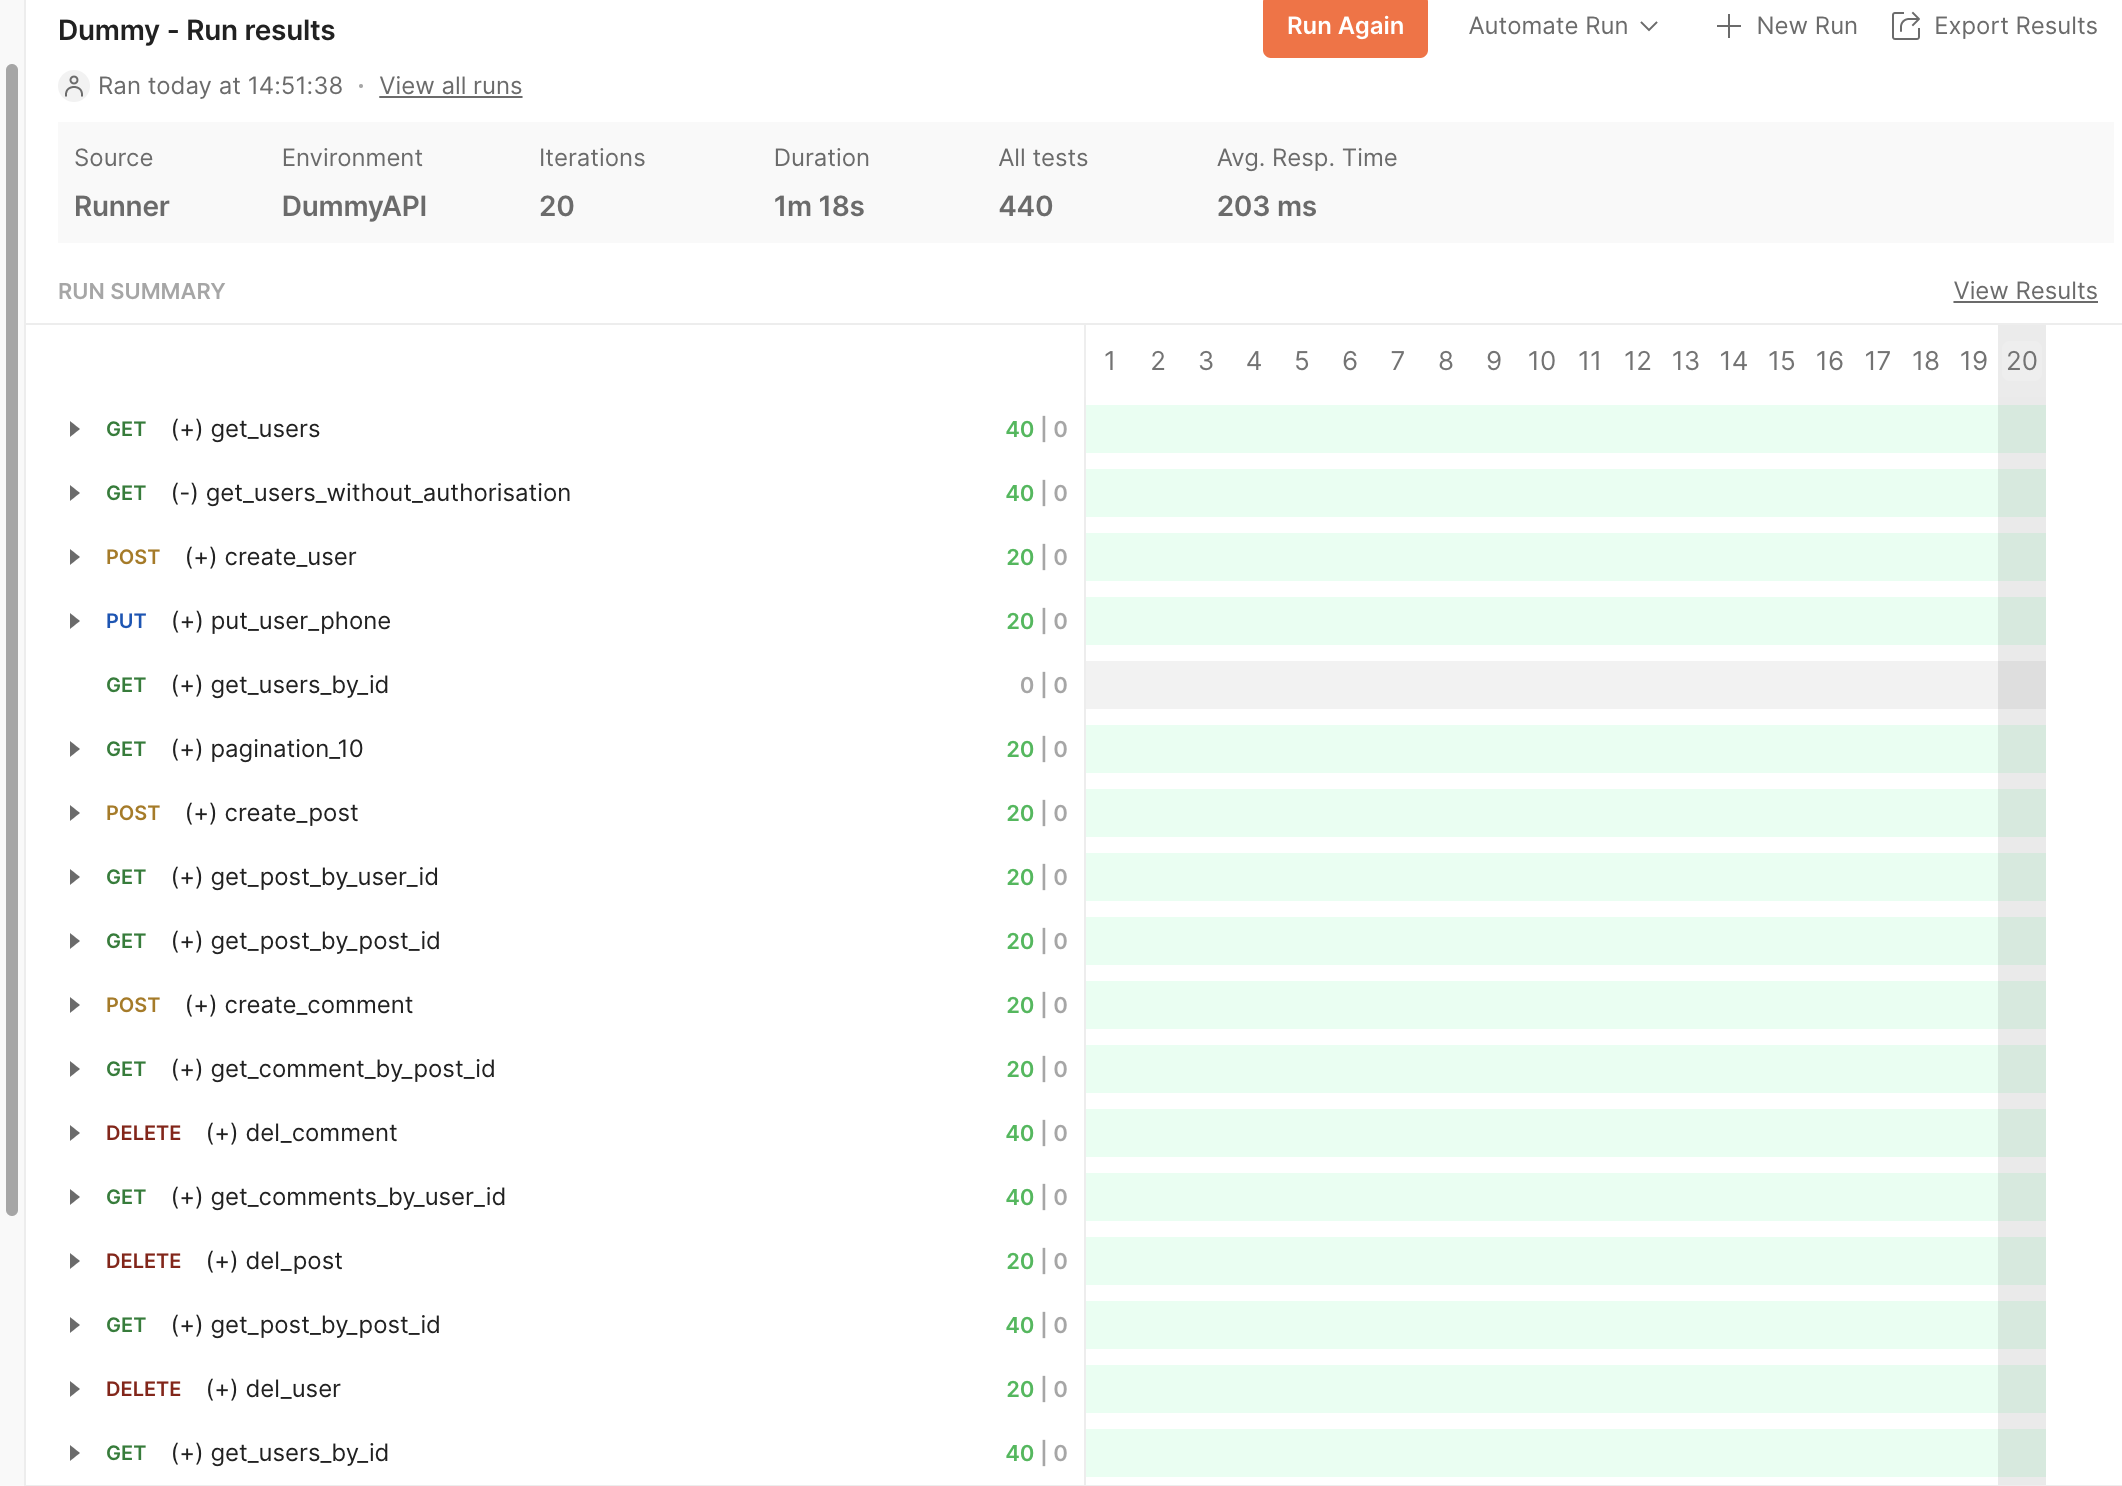 Dummy - Run results
Run Again Automate Run New Run Export Results
Ran today at 14:51:38 · View all runs
Source Environment Iterations Duration All tests Avg. Resp. Time
Runner DummyAPI 20 1m 18s 440 203 ms
RUN SUMMARY View Results
1 2 3 4 5 6 7 8 9 10 11 12 13 14 15 16 17 18 19 20
GET (+) get_users 40 | 0
GET (-) get_users_without_authorisation 40 | 0
POST (+) create_user 20 | 0
PUT (+) put_user_phone 20 | 0
GET (+) get_users_by_id 0 | 0
GET (+) pagination_10 20 | 0
POST (+) create_post 20 | 0
GET (+) get_post_by_user_id 20 | 0
GET (+) get_post_by_post_id 20 | 0
POST (+) create_comment 20 | 0
GET (+) get_comment_by_post_id 20 | 0
DELETE (+) del_comment 40 | 0
GET (+) get_comments_by_user_id 40 | 0
DELETE (+) del_post 20 | 0
GET (+) get_post_by_post_id 40 | 0
DELETE (+) del_user 20 | 0
GET (+) get_users_by_id 40 | 0